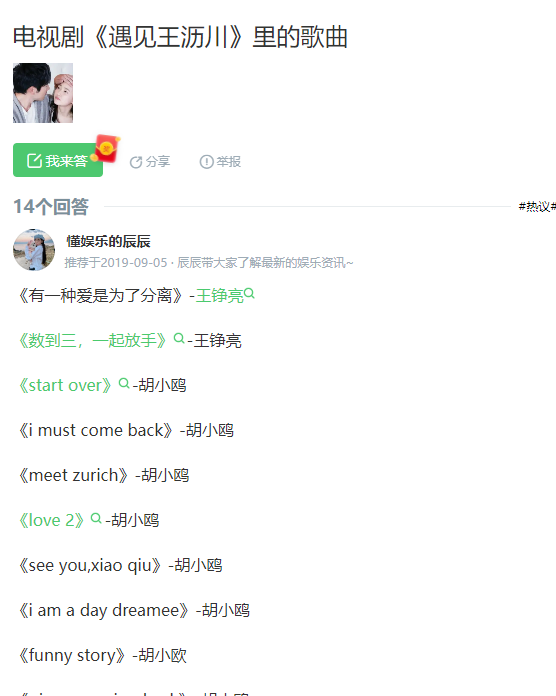 电视剧《遇见王沥川》里的歌曲
我来答
分享
举报
14个回答
#热议#
懂娱乐的辰辰
推荐于2019-09-05 · 辰辰带大家了解最新的娱乐资讯~
《有一种爱是为了分离》-王铮亮
《数到三，一起放手》-王铮亮
《start over》-胡小鸥
《i must come back》-胡小鸥
《meet zurich》-胡小鸥
《love 2》-胡小鸥
《see you,xiao qiu》-胡小鸥
《i am a day dreamee》-胡小鸥
《funny story》-胡小欧